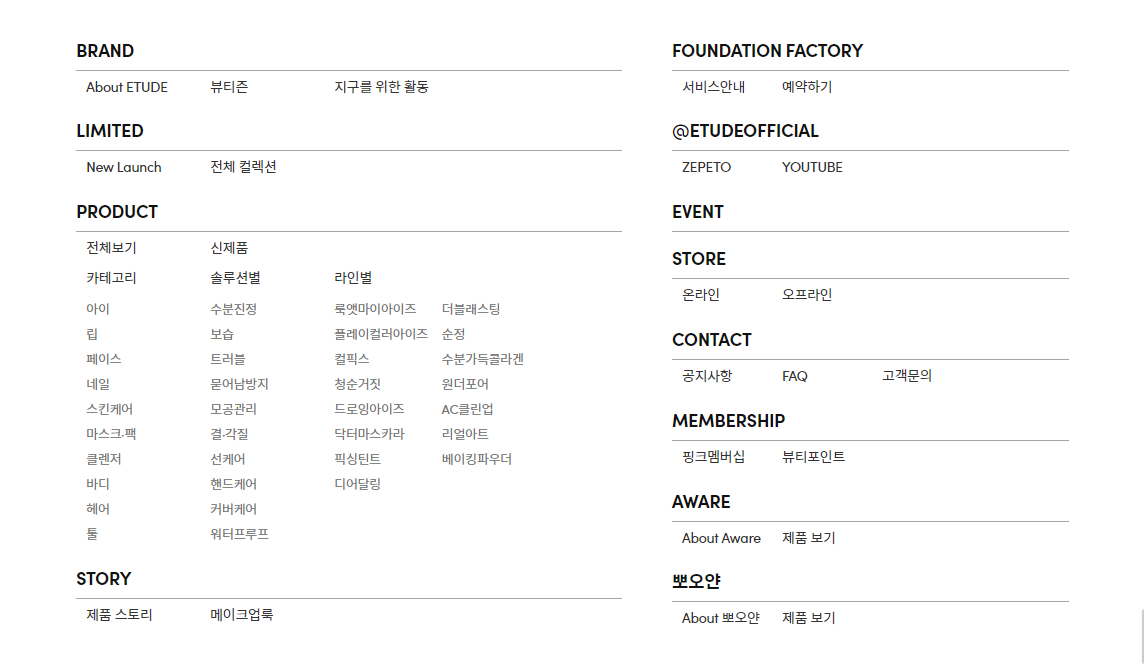 BRAND
About ETUDE 뷰티즌 지구를 위한 활동
LIMITED
New Launch 전체 컬렉션
PRODUCT
전체보기 신제품
카테고리 솔루션별 라인별
아이 수분진정 룩앳마이아이즈 더블래스팅
립 보습 플레이컬러아이즈 순정
페이스 트러블 컬픽스 수분가득콜라겐
네일 묻어남방지 청순거짓 원더포어
스킨케어 모공관리 드로잉아이즈 AC클린업
마스크·팩 결·각질 닥터마스카라 리얼아트
클렌저 선케어 픽싱틴트 베이킹파우더
바디 핸드케어 디어달링
헤어 커버케어
툴 워터프루프
STORY
제품 스토리 메이크업룩
FOUNDATION FACTORY
서비스안내 예약하기
@ETUDEOFFICIAL
ZEPETO YOUTUBE
EVENT
STORE
온라인 오프라인
CONTACT
공지사항 FAQ 고객문의
MEMBERSHIP
핑크멤버십 뷰티포인트
AWARE
About Aware 제품 보기
뽀오얀
About 뽀오얀 제품 보기